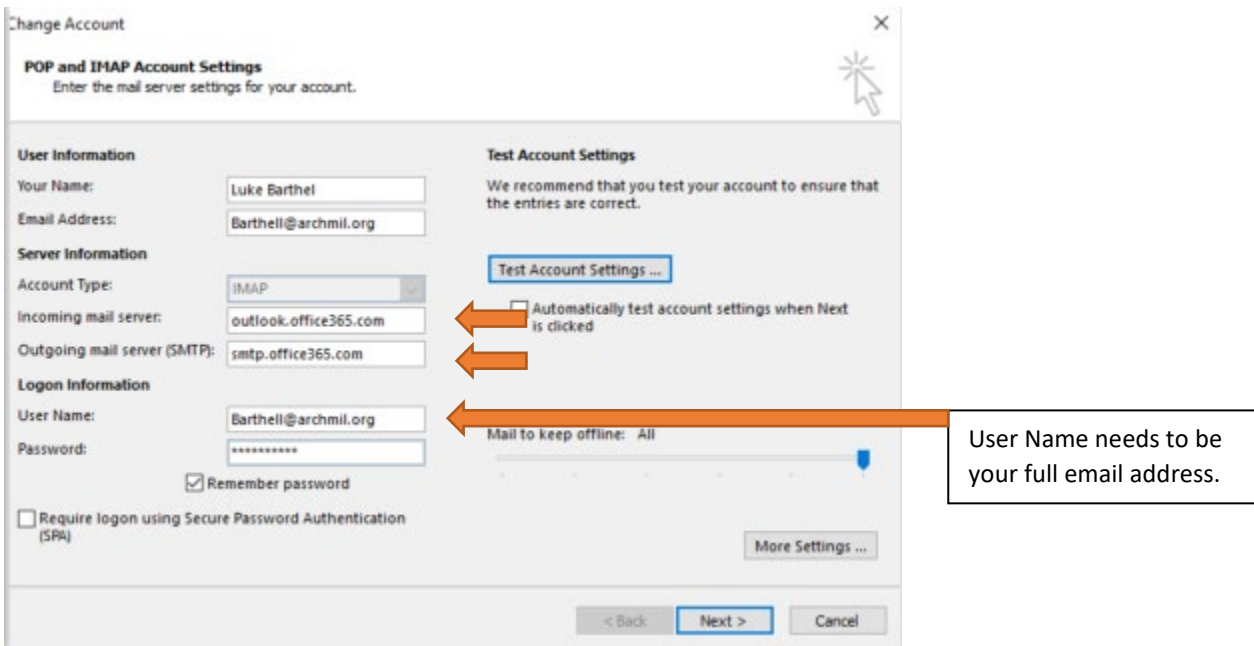 Change Account
POP and IMAP Account Settings
Enter the mail server settings for your account.
User Information
Your Name: Luke Barthel
Email Address: Barthell@archmil.org
Server Information
Account Type: IMAP
Incoming mail server: outlook.office365.com
Outgoing mail server (SMTP): smtp.office365.com
Logon Information
User Name: Barthell@archmil.org
Password: **********
Remember password
Require logon using Secure Password Authentication
(SPA)
Test Account Settings
We recommend that you test your account to ensure that
the entries are correct.
Test Account Settings ...
Automatically test account settings when Next
is clicked
Mail to keep offline: All
User Name needs to be
your full email address.
More Settings ...
< Back
Next >
Cancel